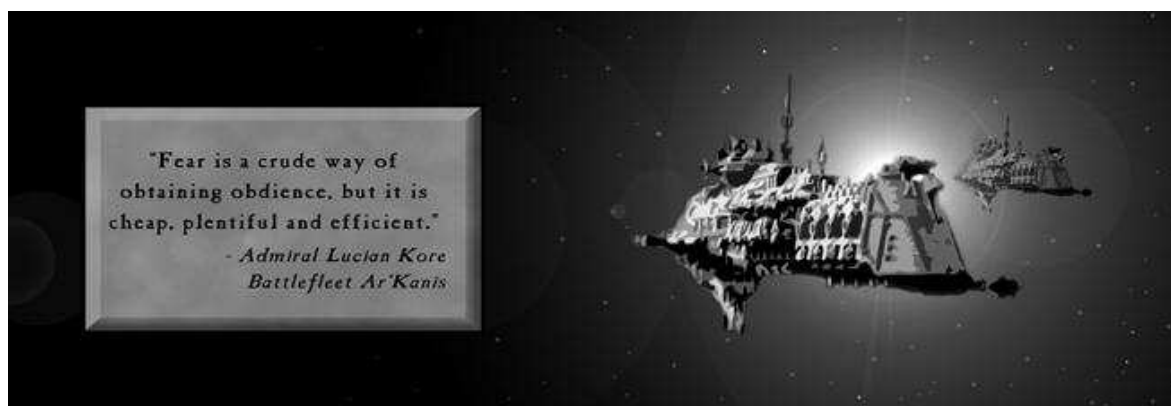 "Fear is a crude way of
obtaining obdience, but it is
cheap, plentiful and efficient."
- Admiral Lucian Kore
Battlefleet Ar'Kanis